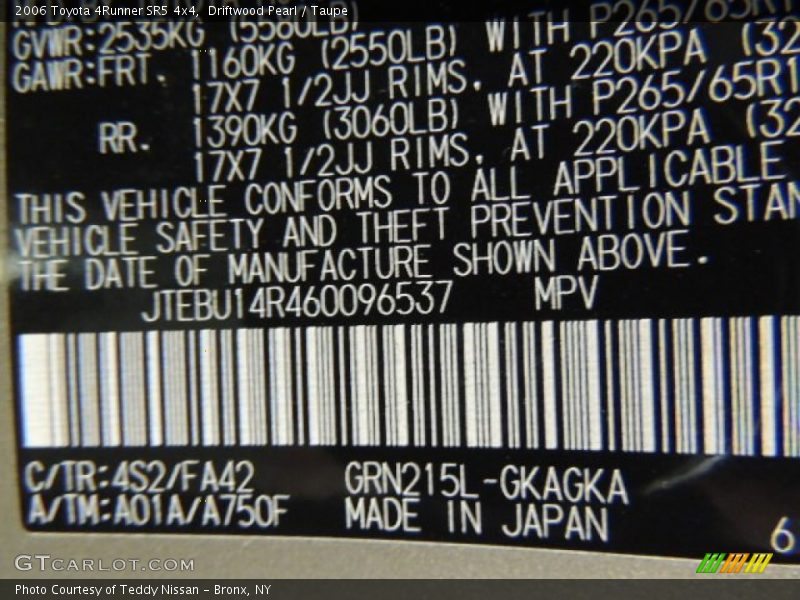 2006 Toyota 4Runner SR5 4x4, Driftwood Pearl / Taupe
GVWR:2535KG (5580LB) WITH P265/65R1
GAWR:FRT. 1160KG (2550LB) WITH P265/65R1
17X7 1/2JJ RIMS, AT 220KPA (32
RR. 1390KG (3060LB) WITH P265/65R1
17X7 1/2JJ RIMS, AT 220KPA (32
THIS VEHICLE CONFORMS TO ALL APPLICABLE
VEHICLE SAFETY AND THEFT PREVENTION STAN
THE DATE OF MANUFACTURE SHOWN ABOVE.
JTEBU14R460096537 MPV
C/TR:4S2/FA42 GRN215L-GKAGKA
A/TM:A01A/A750F MADE IN JAPAN
6
GTCARLOT.COM
Photo Courtesy of Teddy Nissan - Bronx, NY